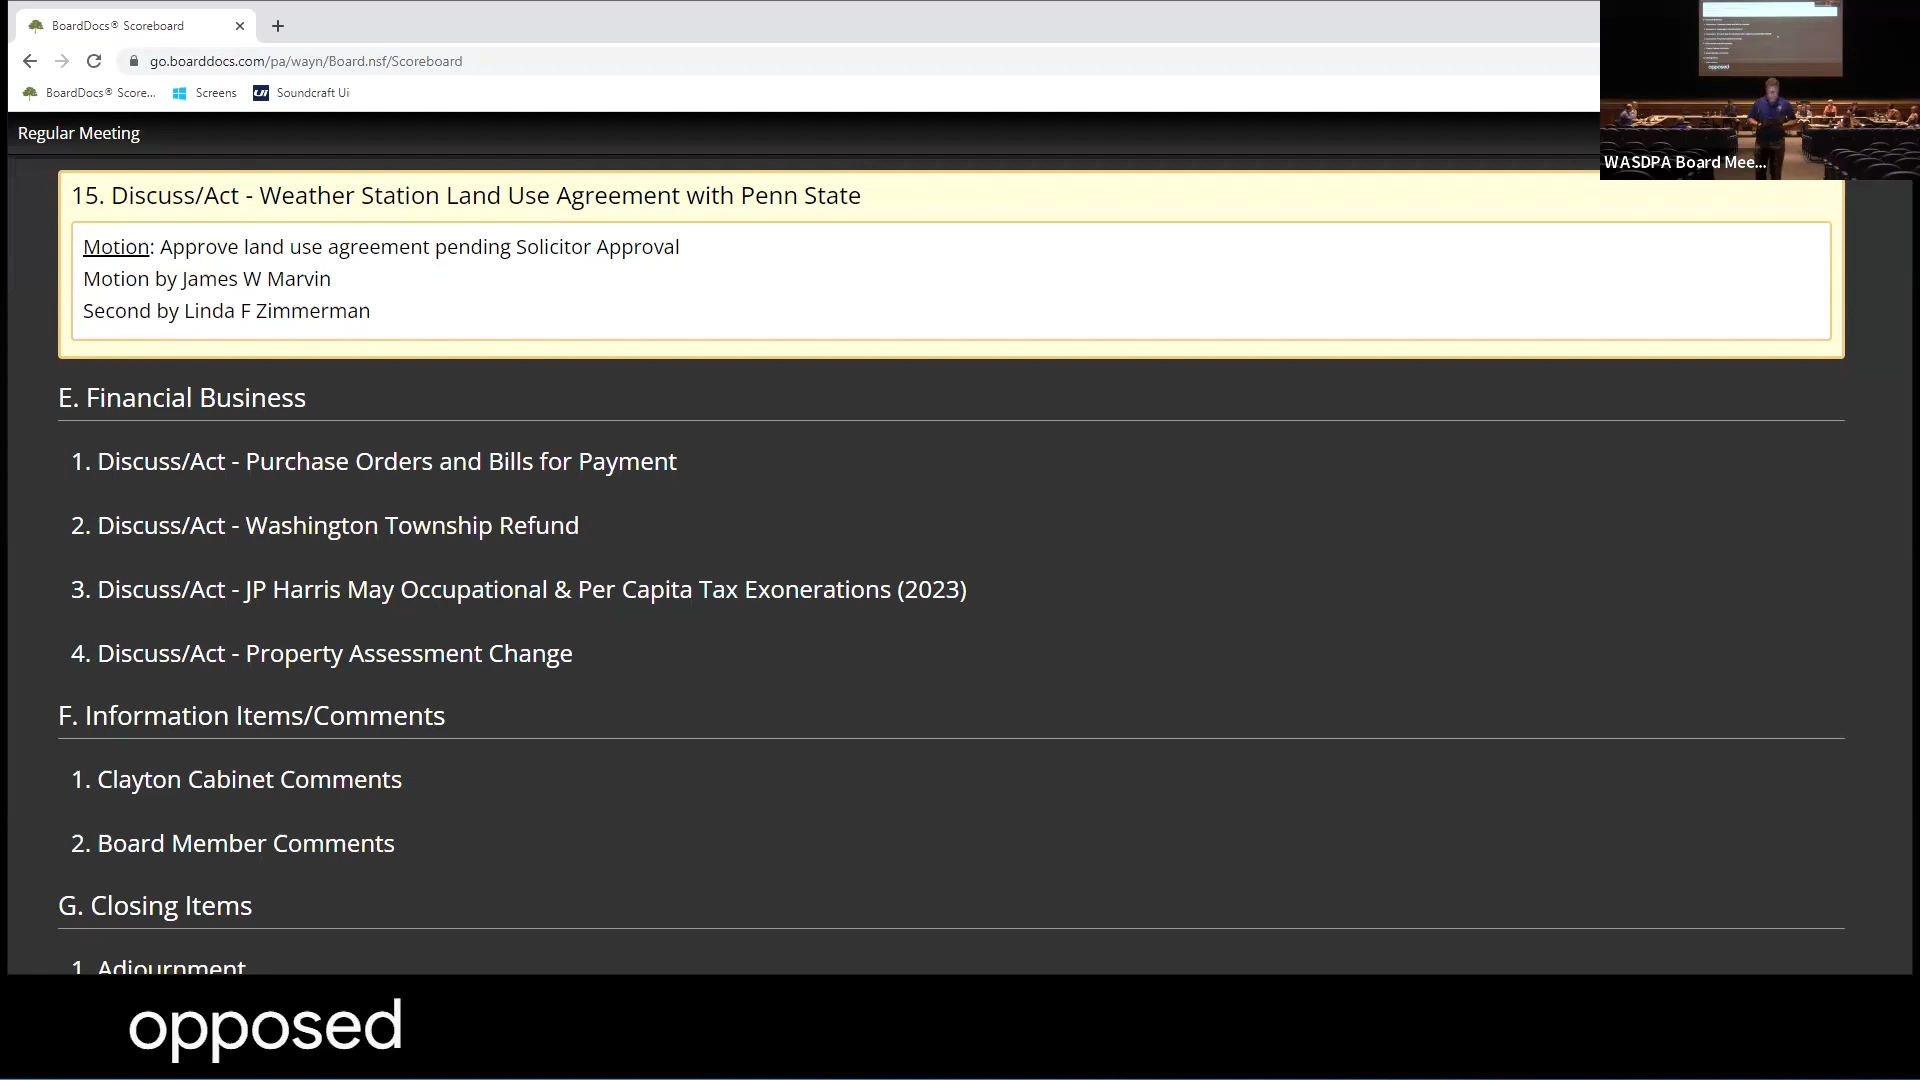 BoardDocs® Scoreboard
go.boarddocs.com/pa/wayn/Board.nsf/Scoreboard
BoardDocs® Score...
Screens
Soundcraft Ui
Regular Meeting
WASDPA Board Mee...
15. Discuss/Act - Weather Station Land Use Agreement with Penn State
Motion: Approve land use agreement pending Solicitor Approval
Motion by James W Marvin
Second by Linda F Zimmerman
E. Financial Business
1. Discuss/Act - Purchase Orders and Bills for Payment
2. Discuss/Act - Washington Township Refund
3. Discuss/Act - JP Harris May Occupational & Per Capita Tax Exonerations (2023)
4. Discuss/Act - Property Assessment Change
F. Information Items/Comments
1. Clayton Cabinet Comments
2. Board Member Comments
G. Closing Items
1. Adjournment
opposed
opposed